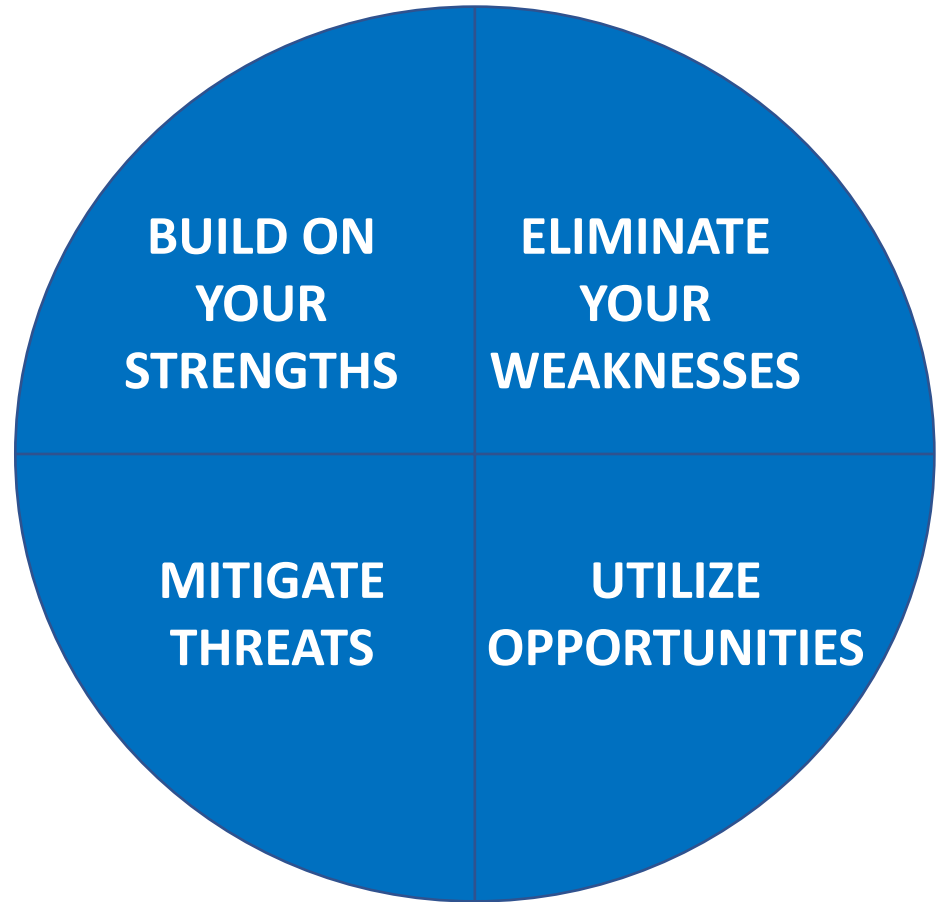 BUILD ON
YOUR
STRENGTHS
ELIMINATE
YOUR
WEAKNESSES
MITIGATE
THREATS
UTILIZE
OPPORTUNITIES